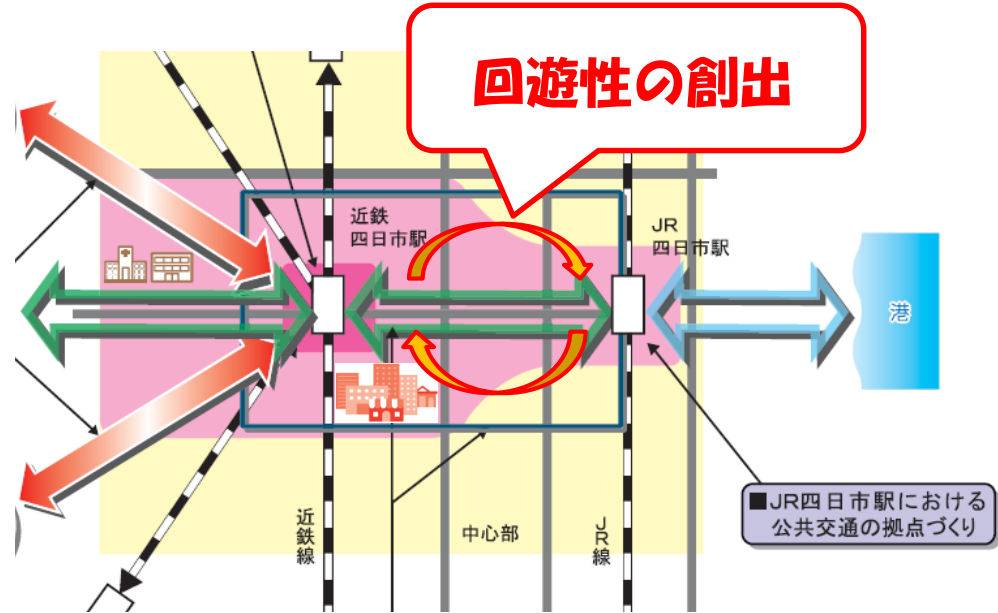 回遊性の創出
近鉄
四日市駅
JR
四日市駅
港
近鉄線
中心部
JR線
■JR四日市駅における
公共交通の拠点づくり